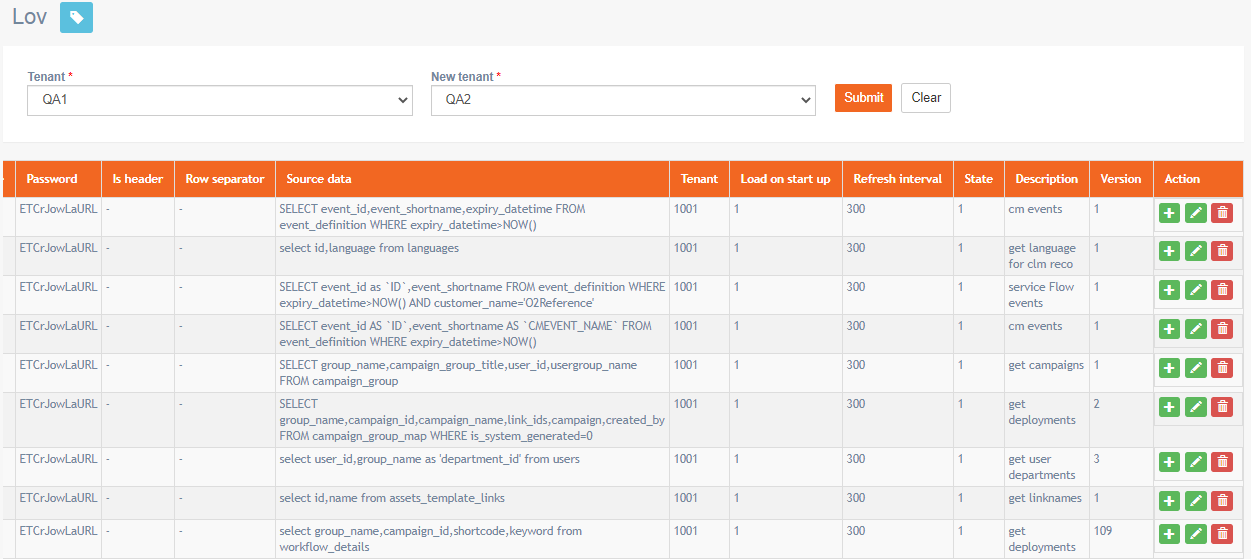 Lov
Tenant *
New tenant *
QA1
QA2
Submit
Clear
Password Is header Row separator Source data Tenant Load on start up Refresh interval State Description Version Action
ETCrJowLaURL - - SELECT event_id,event_shortname,expiry_datetime FROM 1001 1 300 1 cm events 1
event_definition WHERE expiry_datetime>NOW()
ETCrJowLaURL - - select id,language from languages 1001 1 300 1 get language 1
for clm reco
ETCrJowLaURL - - SELECT event_id as `ID`,event_shortname FROM event_definition WHERE 1001 1 300 1 service Flow 1
expiry_datetime>NOW() AND customer_name='O2Reference' events
ETCrJowLaURL - - SELECT event_id AS `ID`,event_shortname AS `CMEVENT_NAME` FROM 1001 1 300 1 cm events 1
event_definition WHERE expiry_datetime>NOW()
ETCrJowLaURL - - SELECT group_name,campaign_group_title,user_id,usergroup_name 1001 1 300 1 get campaigns 1
FROM campaign_group
ETCrJowLaURL - - SELECT 1001 1 300 1 get 2
group_name,campaign_id,campaign_name,link_ids,campaign,created_by deployments
FROM campaign_group_map WHERE is_system_generated=0
ETCrJowLaURL - - select user_id,group_name as 'department_id' from users 1001 1 300 1 get user 3
departments
ETCrJowLaURL - - select id,name from assets_template_links 1001 1 300 1 get linknames 1
ETCrJowLaURL - - select group_name,campaign_id,shortcode,keyword from 1001 1 300 1 get 109
workflow_details deployments